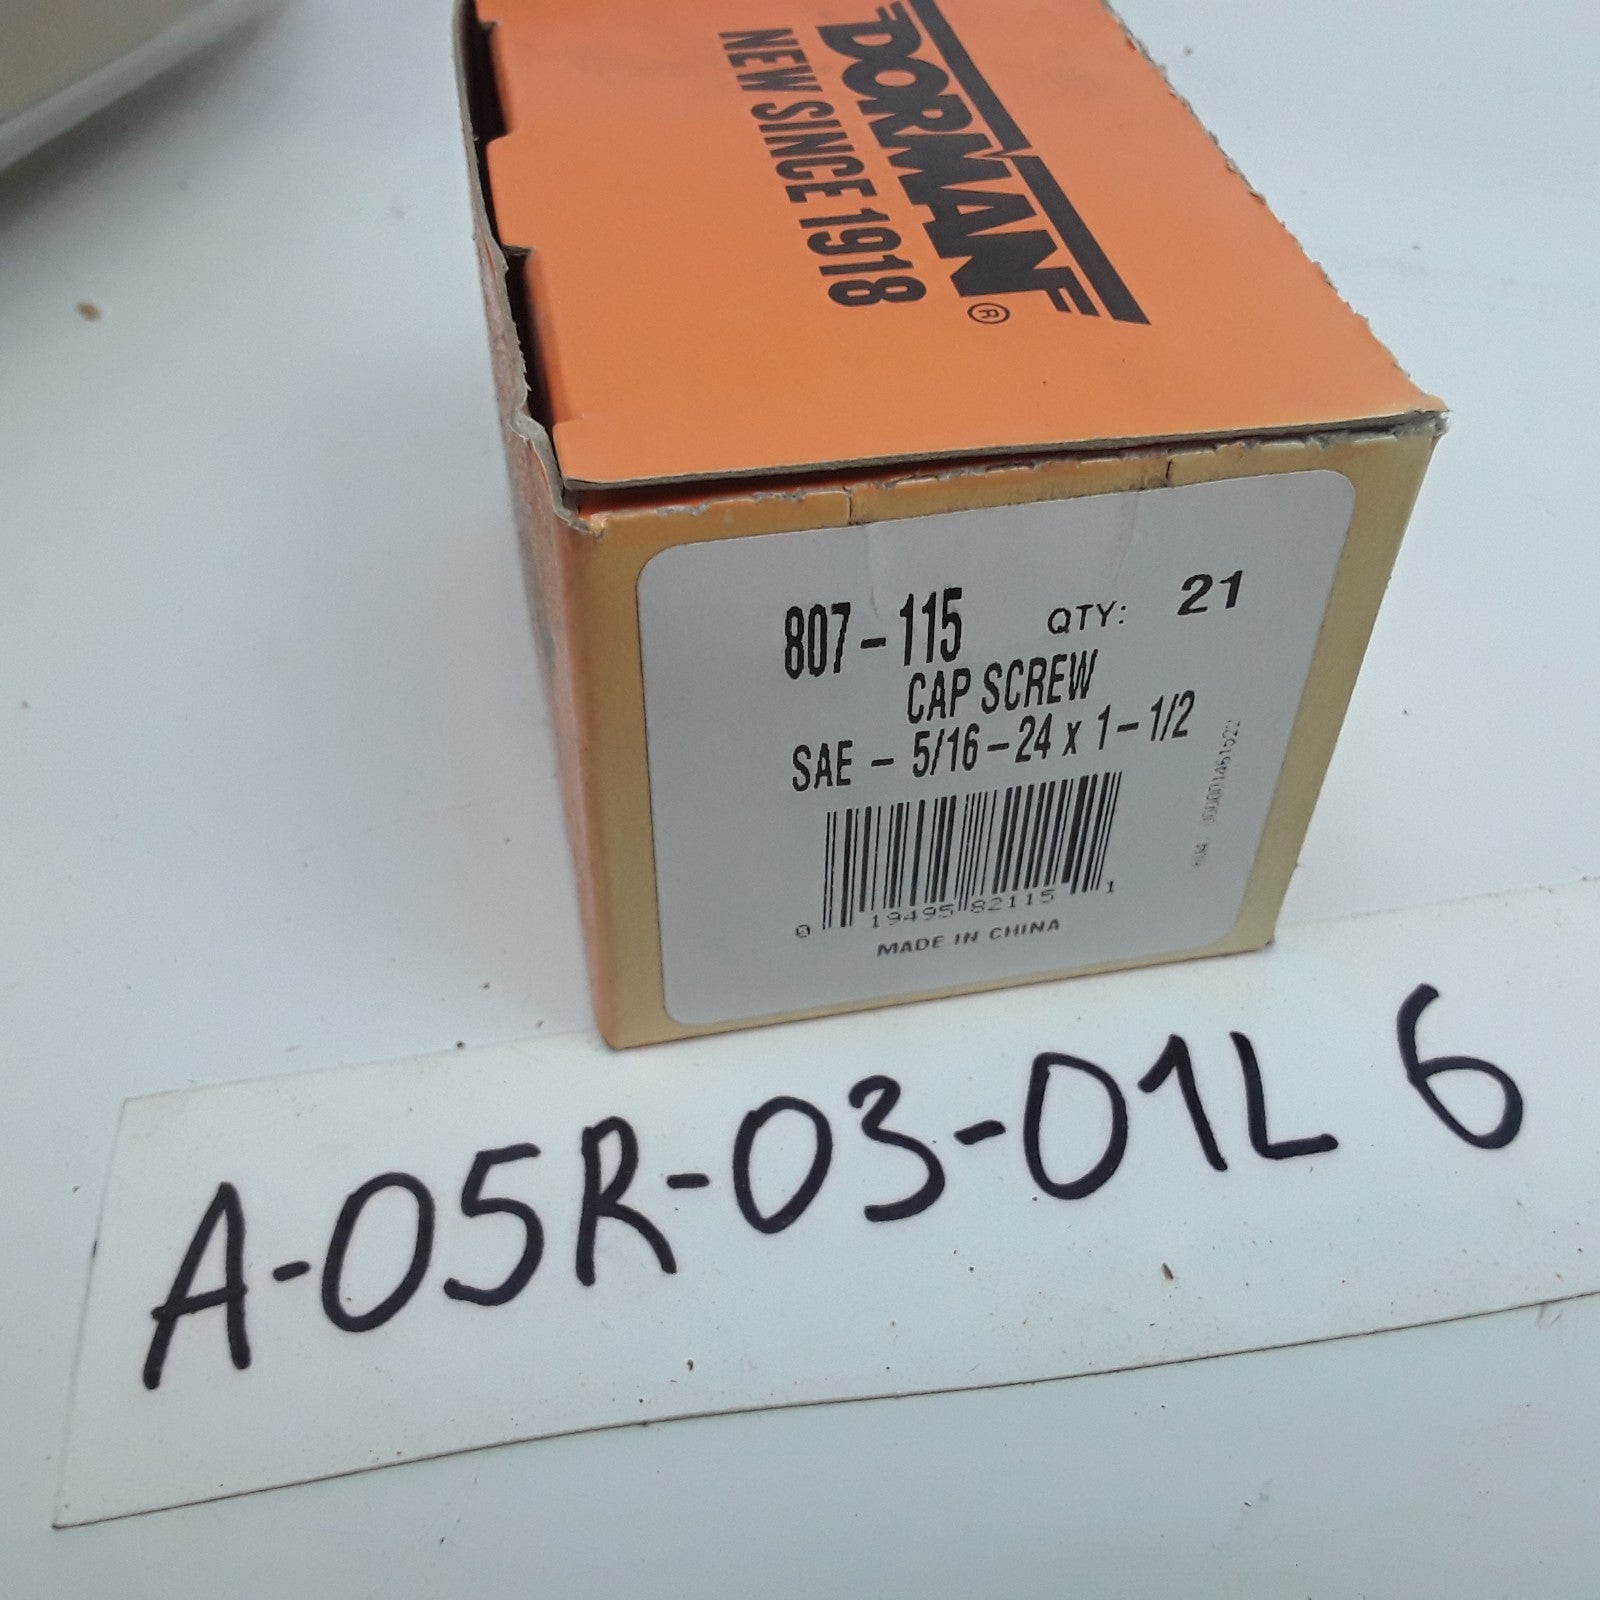 DORMAN®
NEW SINCE 1918
807-115 QTY: 21
CAP SCREW
SAE - 5/16-24 x 1-1/2
0 19495 82115 1
MADE IN CHINA
A-05R-03-01L 6